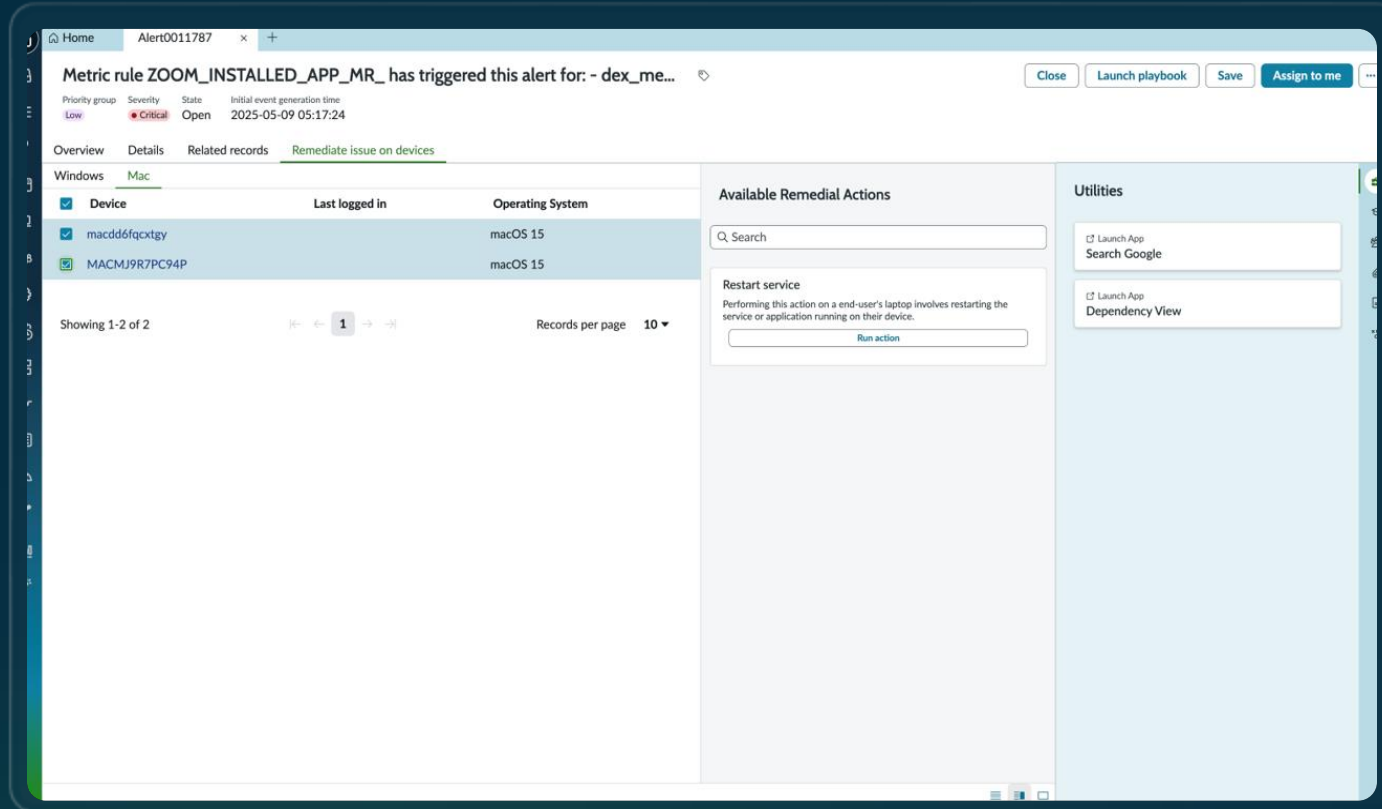 Home
Alert0011787
Metric rule ZOOM_INSTALLED_APP_MR_ has triggered this alert for: - dex_me...
Close
Launch playbook
Save
Assign to me
Priority group
Severity
State
Initial event generation time
Low
Critical
Open
2025-05-09 05:17:24
Overview
Details
Related records
Remediate issue on devices
Windows
Mac
Device
Last logged in
Operating System
macdd6fqcxtgy
macOS 15
MACMJ9R7PC94P
macOS 15
Showing 1-2 of 2
1
Records per page
10
Available Remedial Actions
Search
Restart service
Performing this action on a end-user's laptop involves restarting the
service or application running on their device.
Run action
Utilities
Launch App
Search Google
Launch App
Dependency View